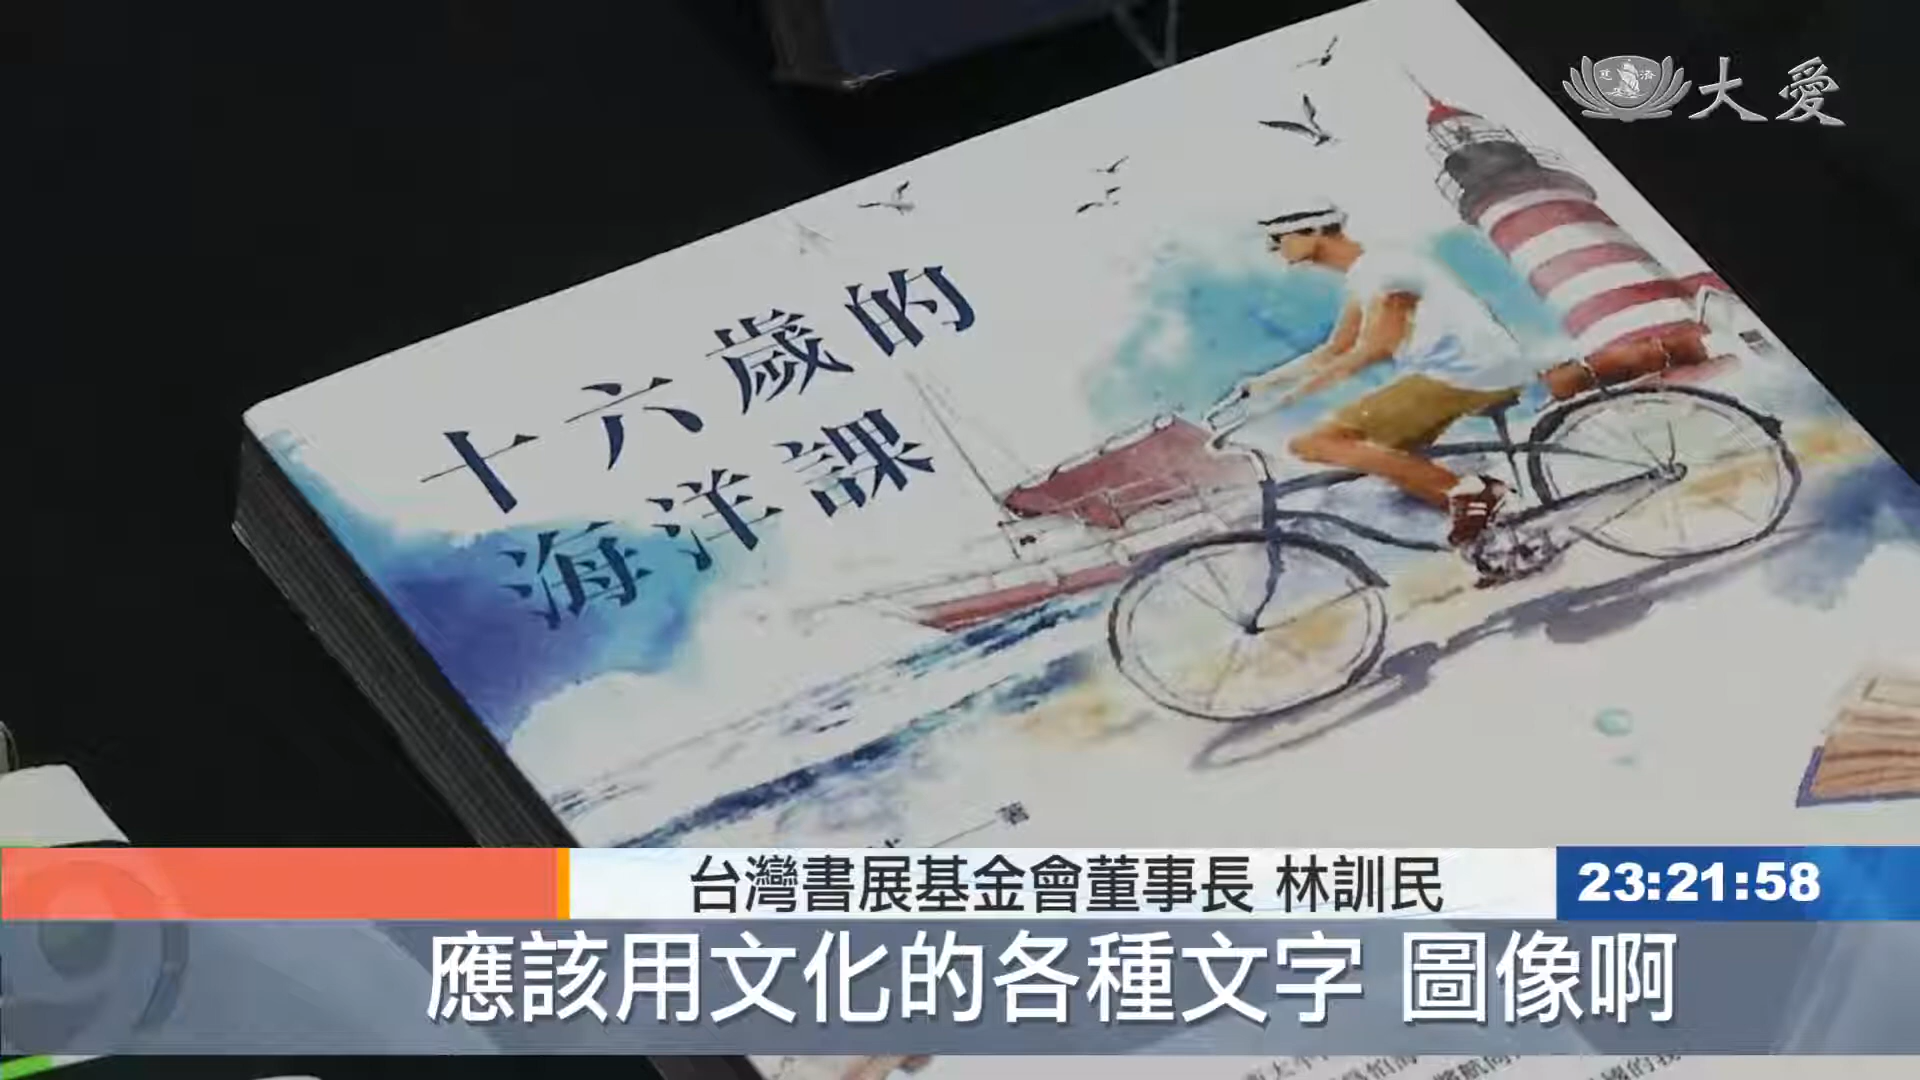 大愛
十六歲的
海洋課
著
台灣書展基金會董事長 林訓民
23:21:58
應該用文化的各種文字 圖像啊